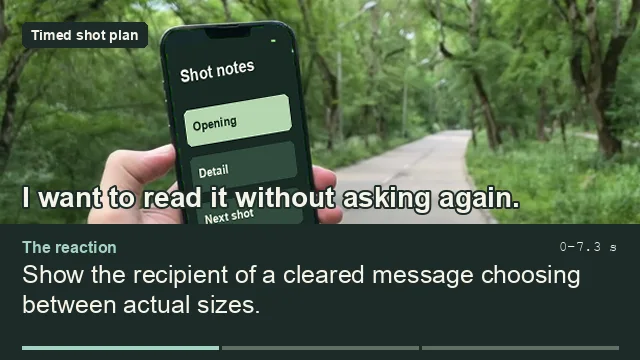 Timed shot plan
Shot notes
Opening
Detail
Next shot
I want to read it without asking again.
The reaction
0–7.3 s
Show the recipient of a cleared message choosing
between actual sizes.